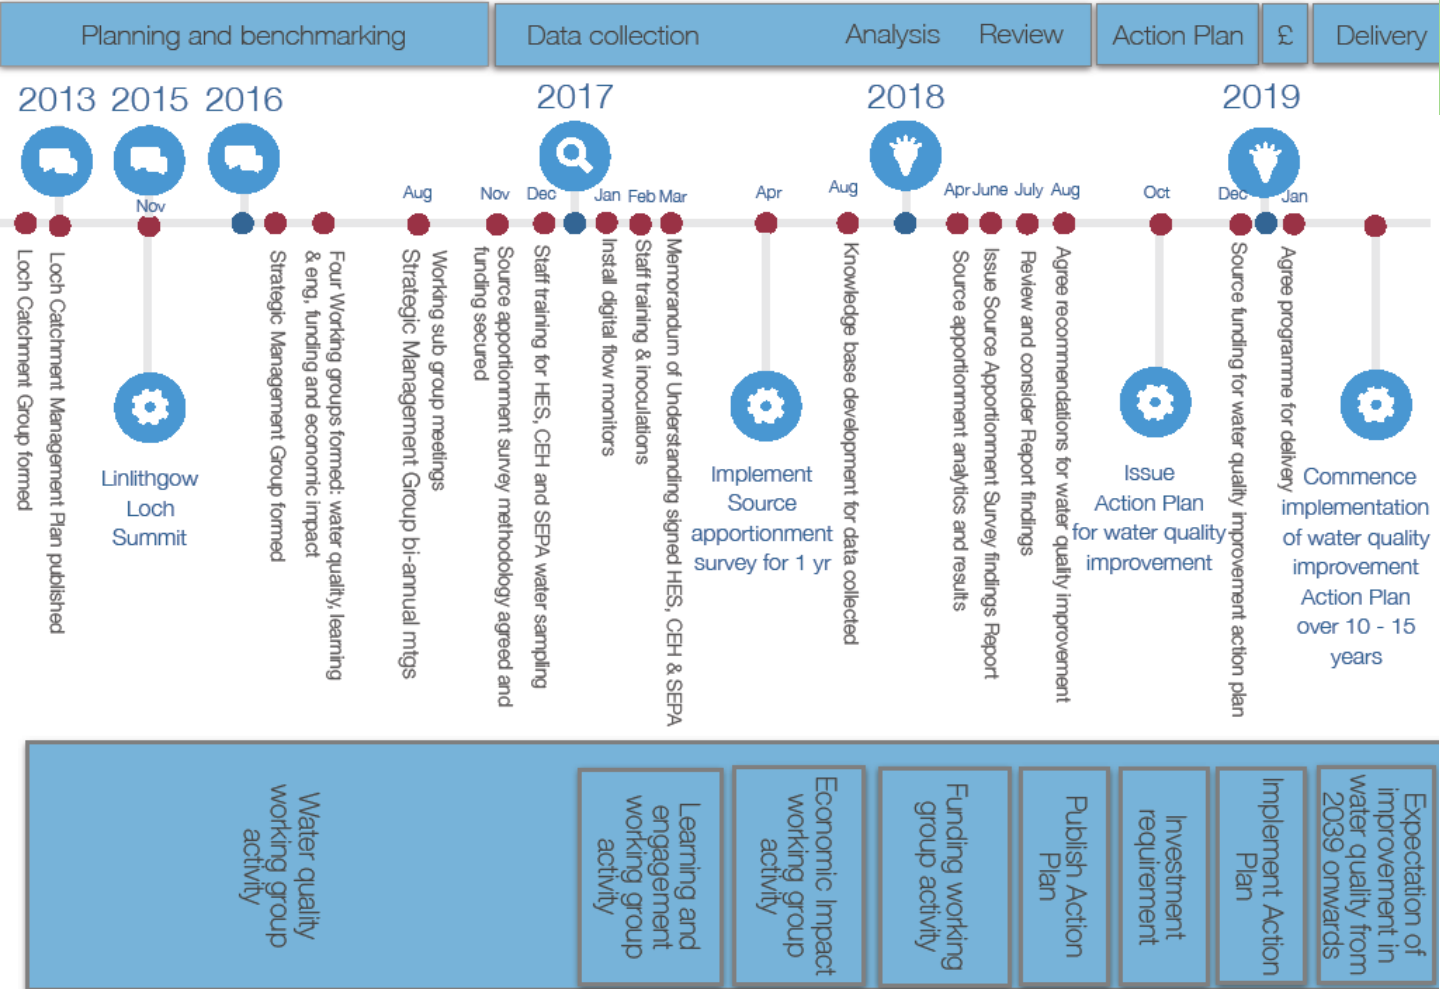 Planning and benchmarking
Data collection
Analysis
Review
Action Plan
£
Delivery
2013
2015
2016
2017
2018
2019
Nov
Aug
Nov
Dec
Jan
Feb
Mar
Apr
Aug
Apr
June
July
Aug
Oct
Dec
Jan
Loch Catchment Group formed
Loch Catchment Management Plan published
Linlithgow
Loch
Summit
Strategic Management Group formed
Four Working groups formed: water quality, learning
& eng, funding and economic impact
Working sub group meetings
Strategic Management Group bi-annual mtgs
Source apportionment survey methodology agreed and
funding secured
Staff training for HES, CEH and SEPA water sampling
Install digital flow monitors
Staff training & inoculations
Memorandum of Understanding signed HES, CEH & SEPA
Implement
Source
apportionment
survey for 1 yr
Knowledge base development for data collected
Source apportionment analytics and results
Issue Source Apportionment Survey findings Report
Review and consider Report findings
Agree recommendations for water quality improvement
Issue
Action Plan
for water quality
improvement
Source funding for water quality improvement action plan
Agree programme for delivery
Commence
implementation
of water quality
improvement
Action Plan
over 10 - 15
years
Water quality
working group
activity
Learning and
engagement
working group
activity
Economic Impact
working group
activity
Funding working
group activity
Publish Action
Plan
Investment
requirement
Implement Action
Plan
Expectation of
improvement in
water quality from
2039 onwards